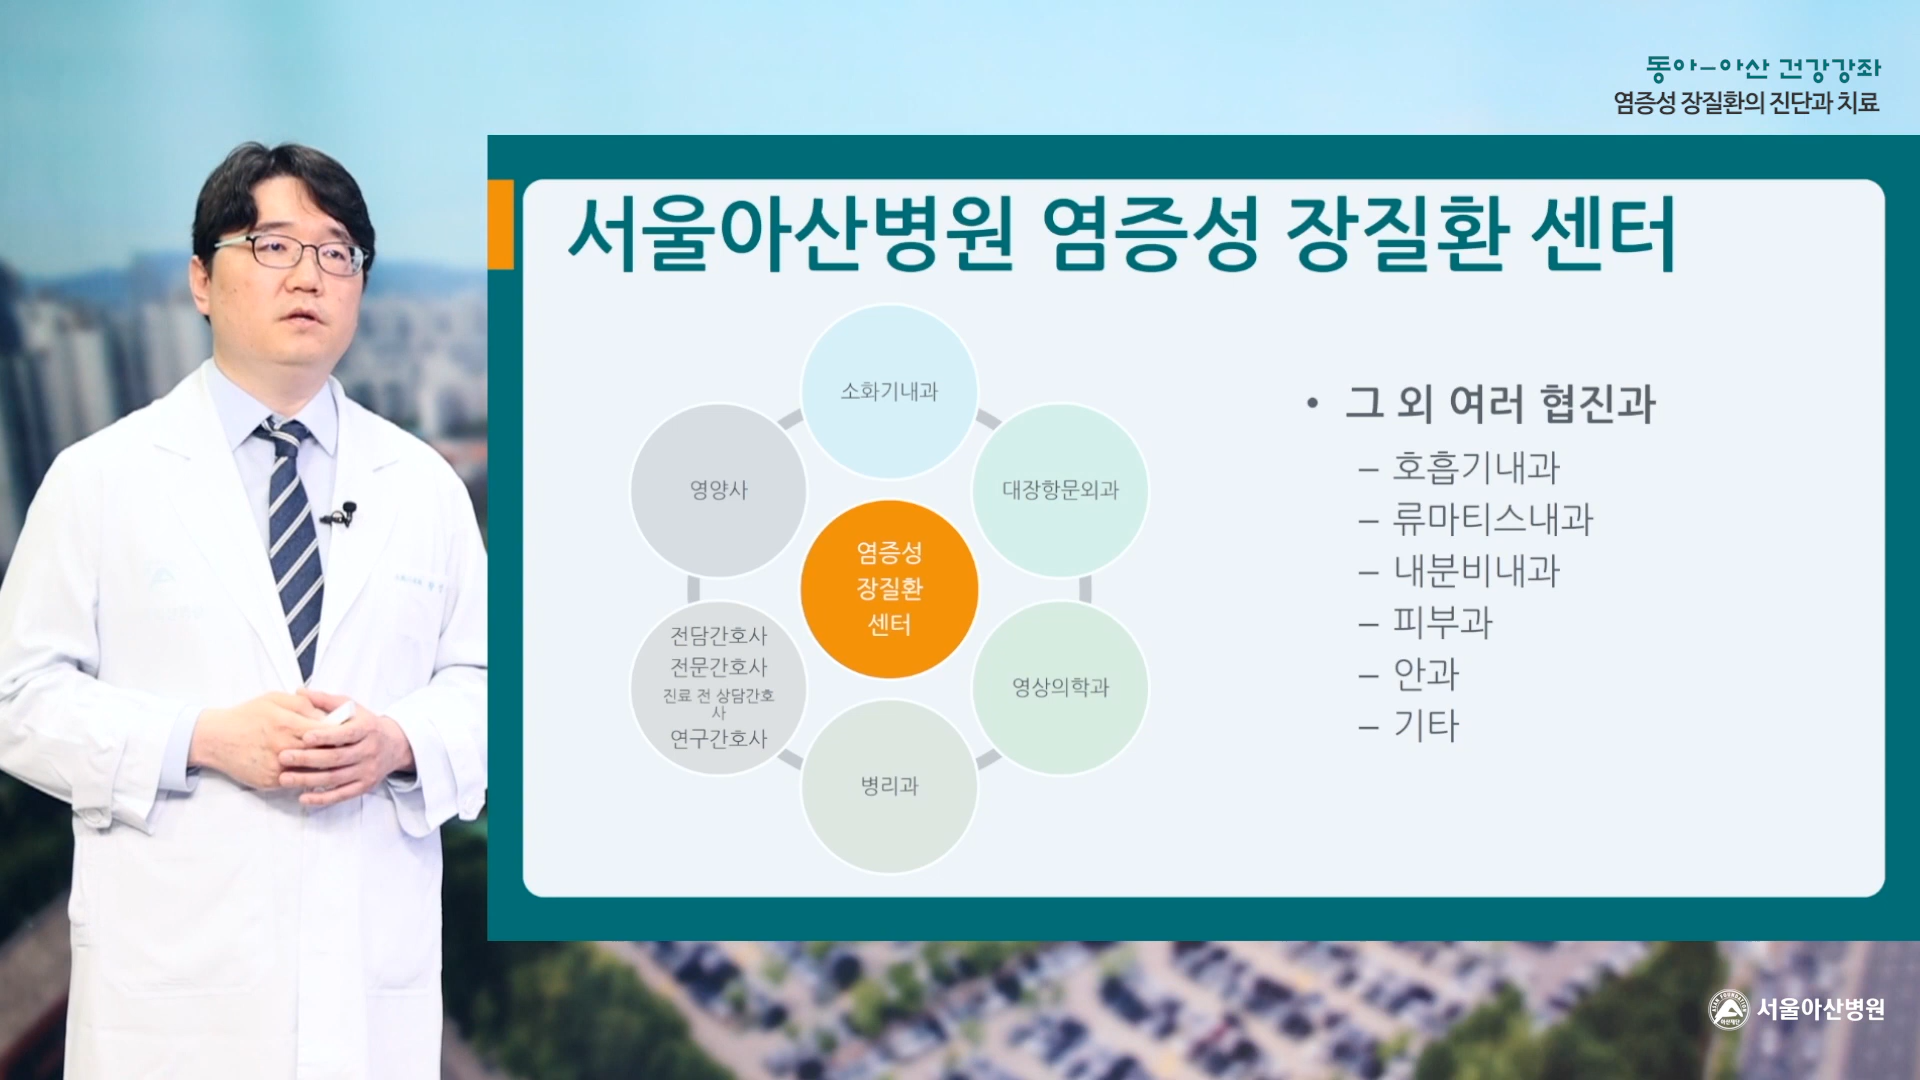 동아-아산 건강강좌
염증성 장질환의 진단과 치료
서울아산병원 염증성 장질환 센터
소화기내과
영양사
대장항문외과
염증성
장질환
센터
전담간호사
전문간호사
진료 전 상담간호
사
연구간호사
영상의학과
병리과
• 그 외 여러 협진과
– 호흡기내과
– 류마티스내과
– 내분비내과
– 피부과
– 안과
– 기타
서울아산병원